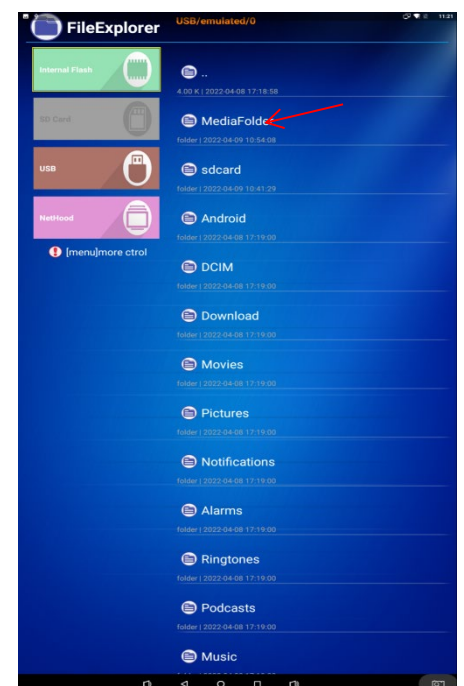 FileExplorer
USB/emulated/0
11:21
Internal Flash
SD Card
USB
NetHood
[menu]more ctrol
..
4.00 K | 2022-04-08 17:18:58
MediaFolder
folder | 2022-04-09 10:54:08
sdcard
folder | 2022-04-09 10:41:29
Android
folder | 2022-04-08 17:19:00
DCIM
folder | 2022-04-08 17:19:00
Download
folder | 2022-04-08 17:19:00
Movies
folder | 2022-04-08 17:19:00
Pictures
folder | 2022-04-08 17:19:00
Notifications
folder | 2022-04-08 17:19:00
Alarms
folder | 2022-04-08 17:19:00
Ringtones
folder | 2022-04-08 17:19:00
Podcasts
folder | 2022-04-08 17:19:00
Music